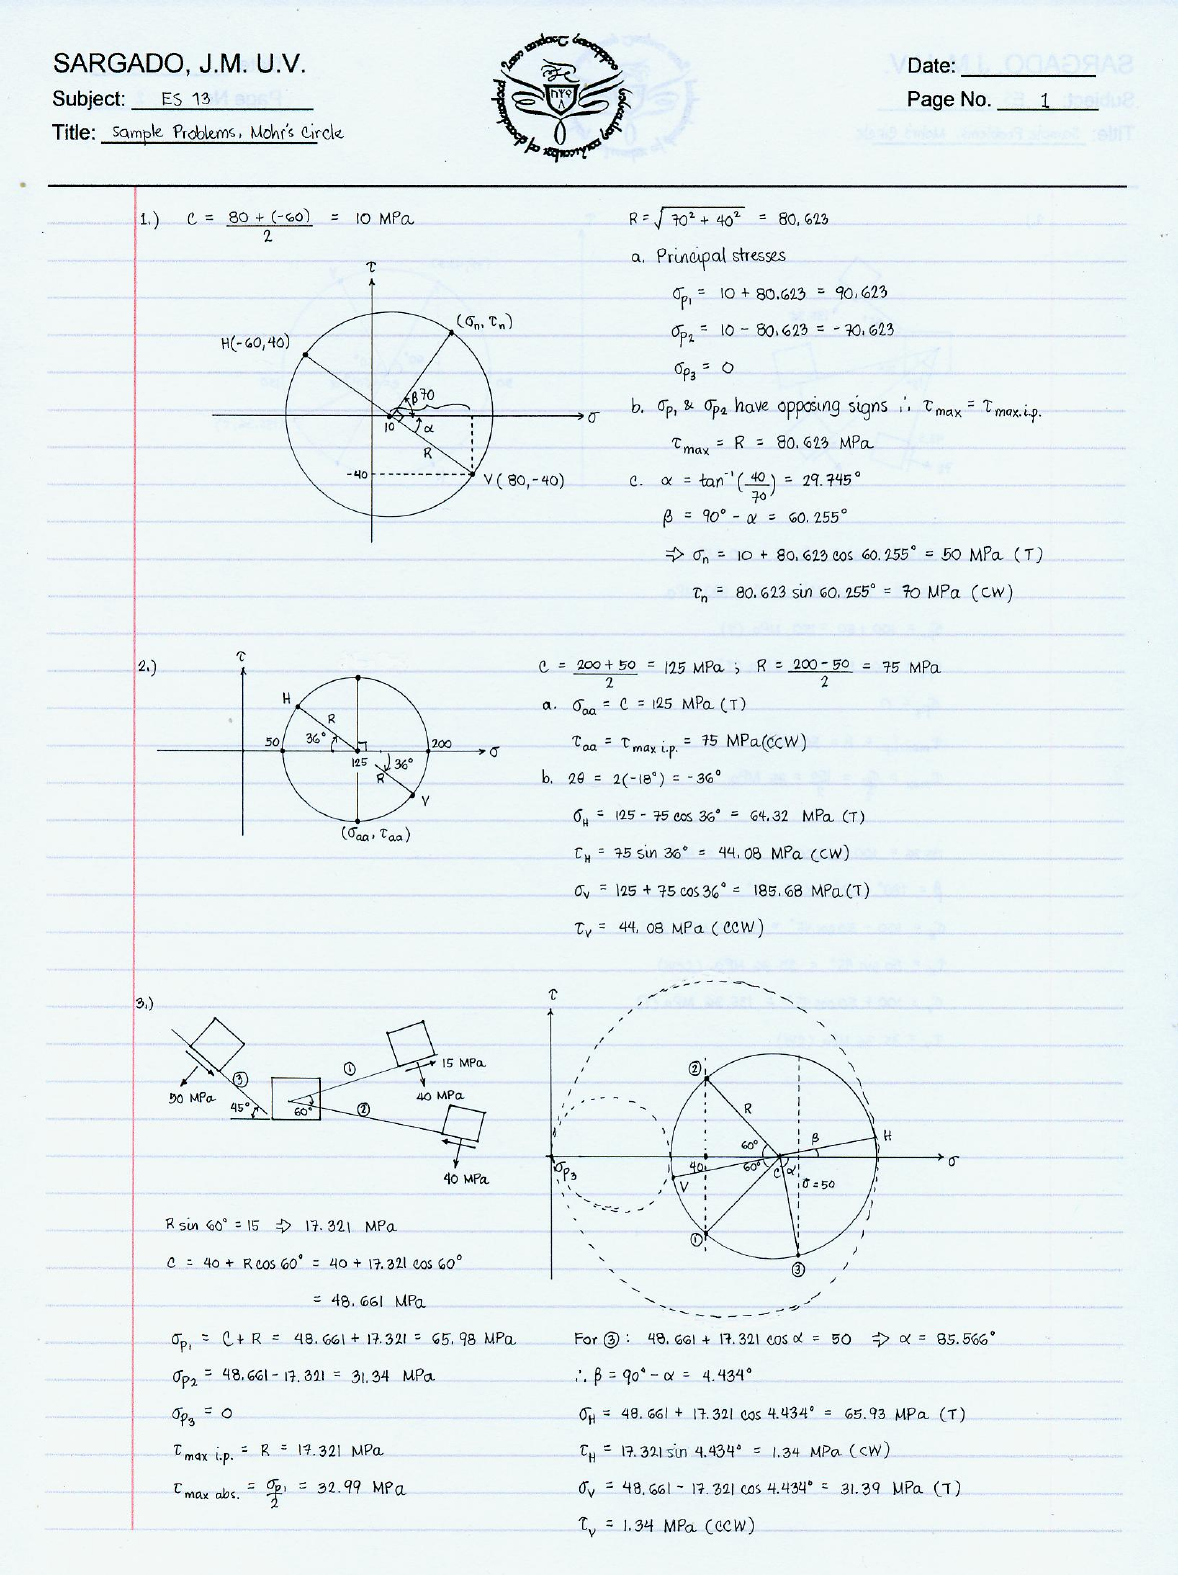 SARGADO, J.M. U.V.
Subject: ES 13
Title: Sample Problems, Mohr's Circle
Date:
Page No. 1
1.) C = 80 + (-60) / 2 = 10 MPa
τ
(σn, τn)
H(-60,40)
β 70
σ
10
α
R
-40
V(80,-40)
R = √70² + 40² = 80.623
a. Principal stresses
σp1 = 10 + 80.623 = 90.623
σp2 = 10 - 80.623 = -70.623
σp3 = 0
b. σp1 & σp2 have opposing signs ∴ τmax = τmax.i.p.
τmax = R = 80.623 MPa
c. α = tan⁻¹(40/70) = 29.745°
β = 90° - α = 60.255°
⇒ σn = 10 + 80.623 cos 60.255° = 50 MPa (T)
τn = 80.623 sin 60.255° = 70 MPa (CW)
2.)
τ
H
R
50
36°
200
σ
125
36°
R
V
(σaa, τaa)
C = 200 + 50 / 2 = 125 MPa ; R = 200 - 50 / 2 = 75 MPa
a. σaa = C = 125 MPa (T)
τaa = τmax i.p. = 75 MPa (CCW)
b. 2θ = 2(-18°) = -36°
σH = 125 - 75 cos 36° = 64.32 MPa (T)
τH = 75 sin 36° = 44.08 MPa (CW)
σV = 125 + 75 cos 36° = 185.68 MPa (T)
τV = 44.08 MPa (CCW)
3.)
①
15 MPa
③
50 MPa
40 MPa
45°
60°
②
40 MPa
τ
②
R
60°
β
H
40
60°
C
α
σ
σp3
V
σ=50
①
③
R sin 60° = 15 ⇒ 17.321 MPa
C = 40 + R cos 60° = 40 + 17.321 cos 60°
= 48.661 MPa
σp1 = C + R = 48.661 + 17.321 = 65.98 MPa
σp2 = 48.661 - 17.321 = 31.34 MPa
σp3 = 0
τmax i.p. = R = 17.321 MPa
τmax abs. = σp1/2 = 32.99 MPa
For ③ : 48.661 + 17.321 cos α = 50 ⇒ α = 85.566°
∴ β = 90° - α = 4.434°
σH = 48.661 + 17.321 cos 4.434° = 65.93 MPa (T)
τH = 17.321 sin 4.434° = 1.34 MPa (CW)
σV = 48.661 - 17.321 cos 4.434° = 31.39 MPa (T)
τV = 1.34 MPa (CCW)